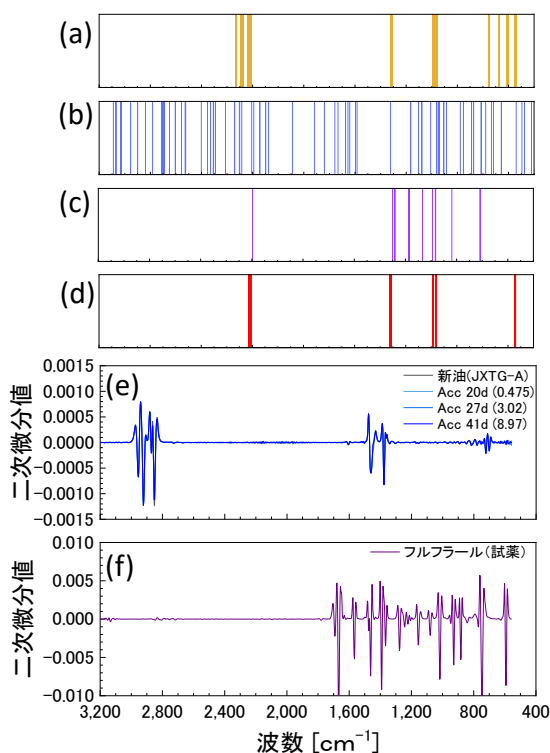 (a)
(b)
(c)
(d)
(e)
0.0015
0.0010
0.0005
0.0000
−0.0005
−0.0010
−0.0015
二次微分値
新油(JXTG-A)
Acc 20d (0.475)
Acc 27d (3.02)
Acc 41d (8.97)
(f)
0.010
0.005
0.000
−0.005
−0.010
二次微分値
フルフラール(試薬)
3,200 2,800 2,400 2,000 1,600 1,200 800 400
波数 [cm⁻¹]